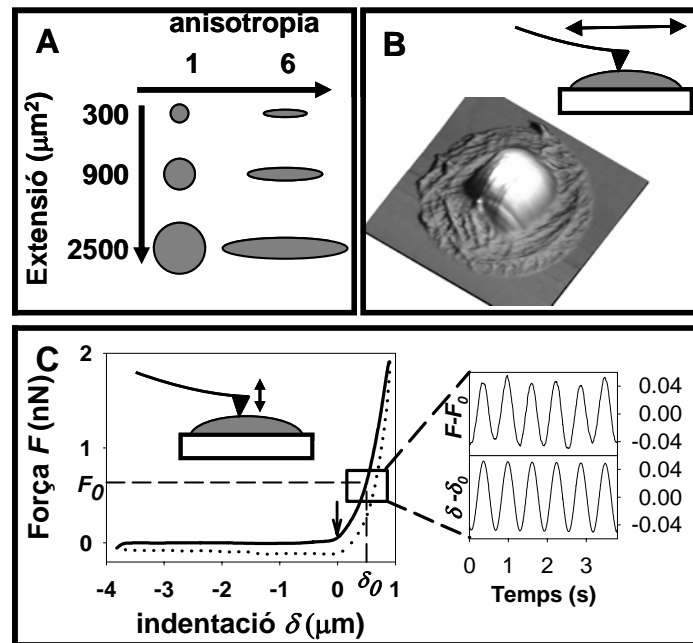 A
anisotropia
1 6
Extensió (μm²)
300
900
2500
B
C
Força F (nN)
2
1
0
F₀
-4 -3 -2 -1 0 1
δ₀
indentació δ (μm)
F-F₀
0.04
0.00
-0.04
δ-δ₀
0.04
0.00
-0.04
0 1 2 3
Temps (s)